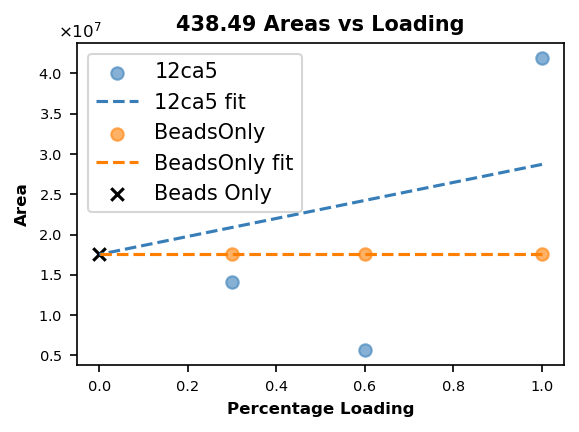 438.49 Areas vs Loading
×10⁷
12ca5
12ca5 fit
BeadsOnly
BeadsOnly fit
Beads Only
4.0
3.5
3.0
2.5
2.0
1.5
1.0
0.5
Area
0.0 0.2 0.4 0.6 0.8 1.0
Percentage Loading